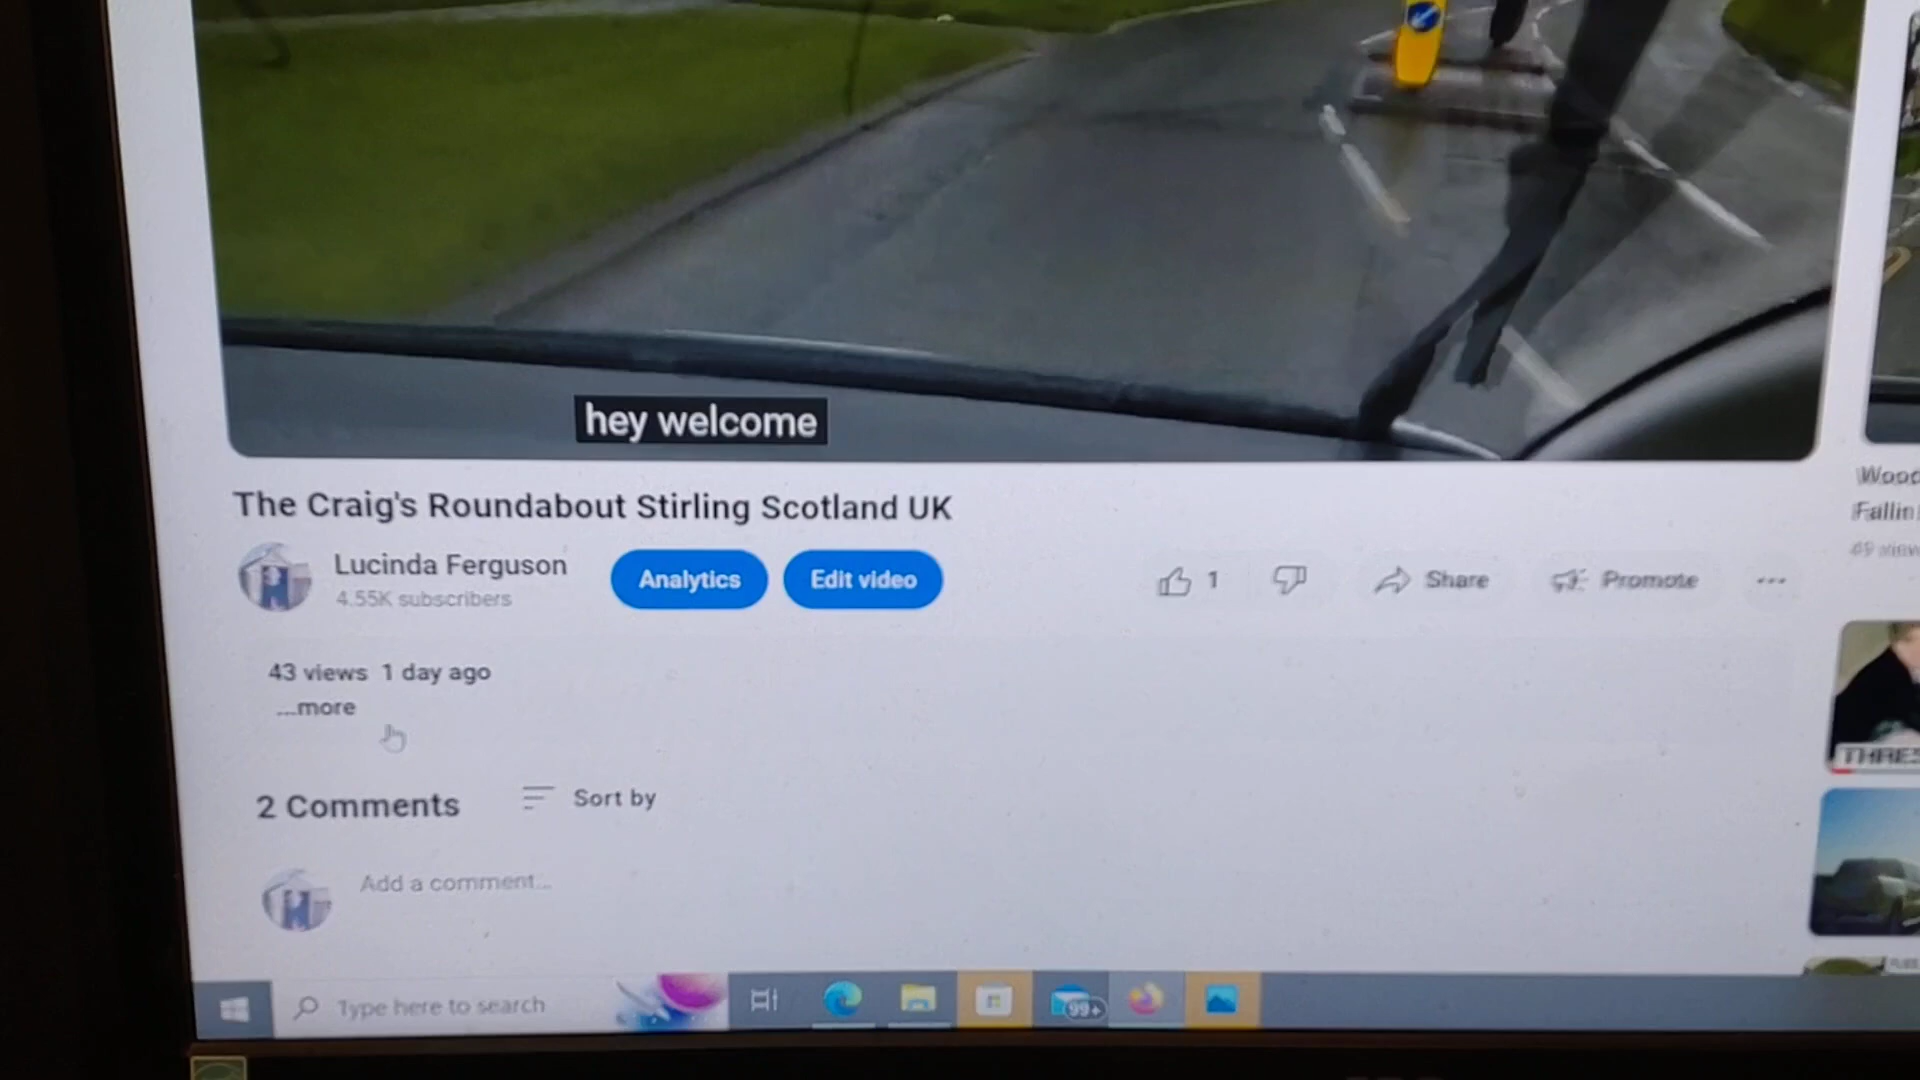 hey welcome
The Craig's Roundabout Stirling Scotland UK
Lucinda Ferguson
4.55K subscribers
Analytics
Edit video
1
Share
Promote
...
43 views 1 day ago
...more
2 Comments
Sort by
Add a comment...
Type here to search
99+